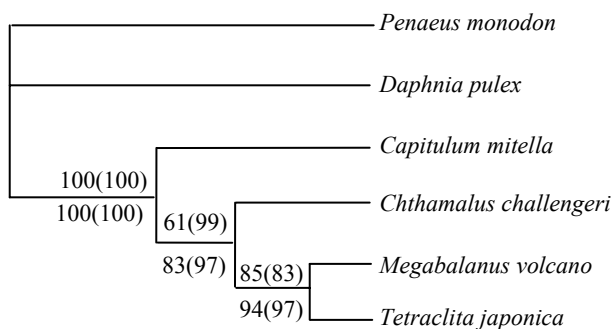 Penaeus monodon
Daphnia pulex
Capitulum mitella
100(100)
100(100)
Chthamalus challengeri
61(99)
83(97)
Megabalanus volcano
85(83)
94(97)
Tetraclita japonica